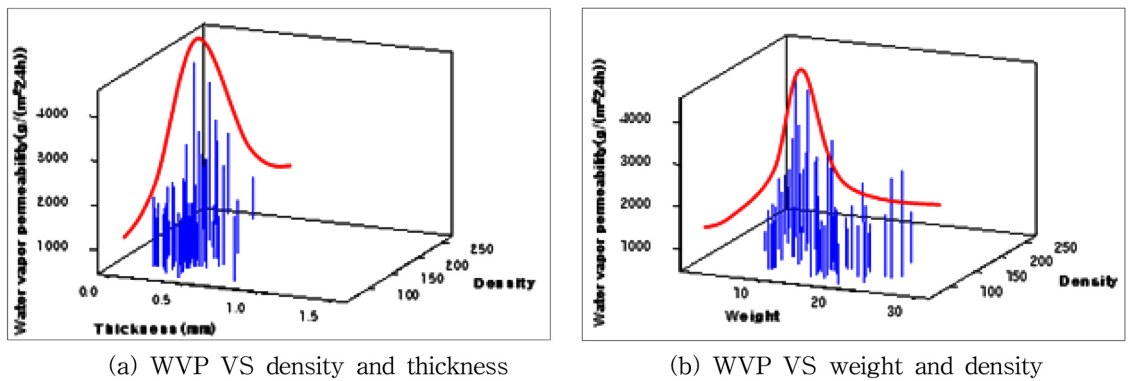 Water vapor permeability(g/(m²24h))
4000
3000
2000
1000
0.0
0.5
1.0
1.5
Thickness (mm)
100
150
200
250
Density
(a) WVP VS density and thickness
Water vapor permeability(g/(m²24h))
4000
3000
2000
1000
10
20
30
Weight
100
150
200
250
Density
(b) WVP VS weight and density